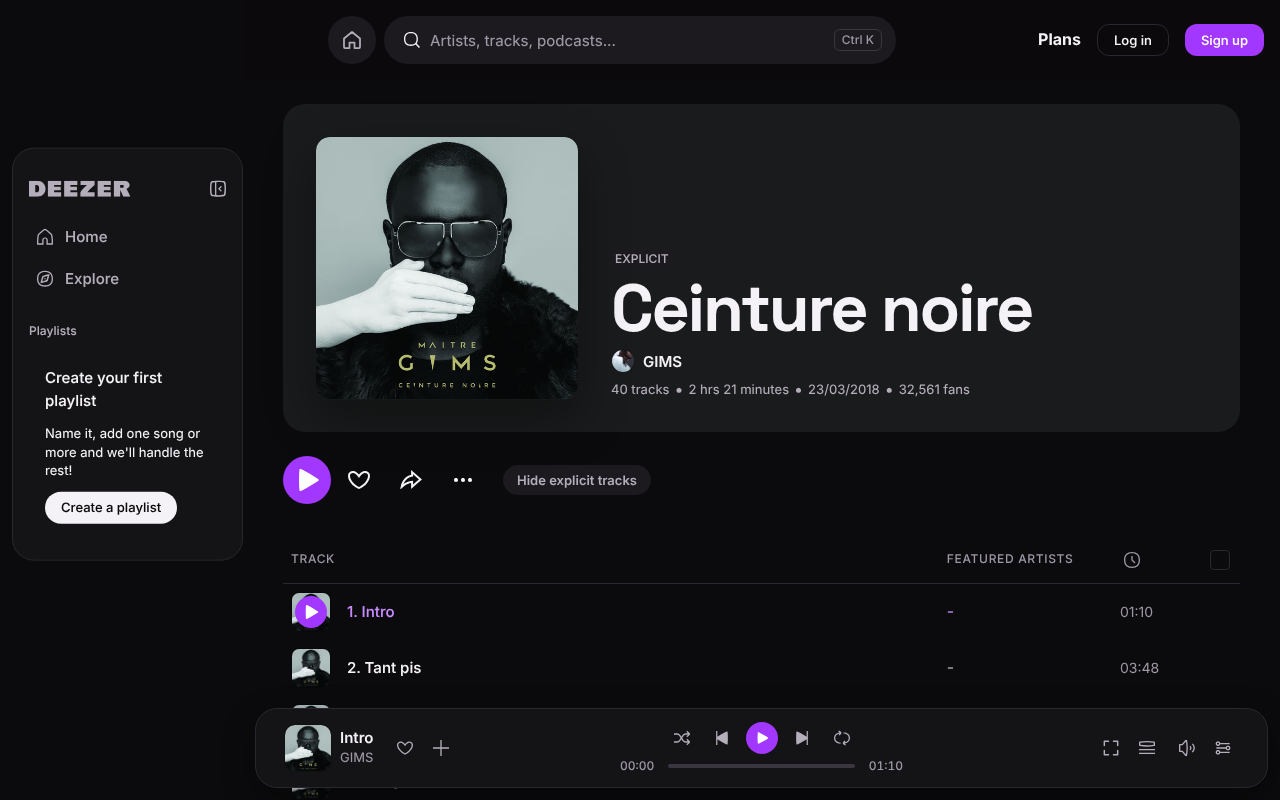 Artists, tracks, podcasts...
Ctrl K
Plans
Log in
Sign up
DEEZER
Home
Explore
Playlists
Create your first
playlist
Name it, add one song or
more and we'll handle the
rest!
Create a playlist
MAITRE
GIMS
CEINTURE NOIRE
EXPLICIT
Ceinture noire
GIMS
40 tracks • 2 hrs 21 minutes • 23/03/2018 • 32,561 fans
Hide explicit tracks
TRACK
FEATURED ARTISTS
1. Intro
-
01:10
2. Tant pis
-
03:48
Intro
GIMS
00:00
01:10